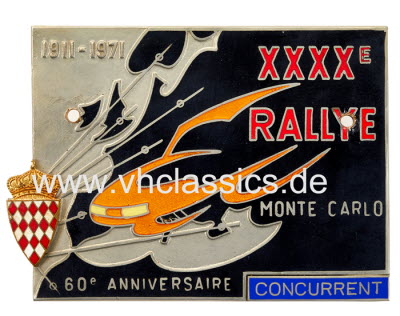 1911-1971
XXXXE
RALLYE
www.vhclassics.de
MONTE CARLO
60e ANNIVERSAIRE
CONCURRENT